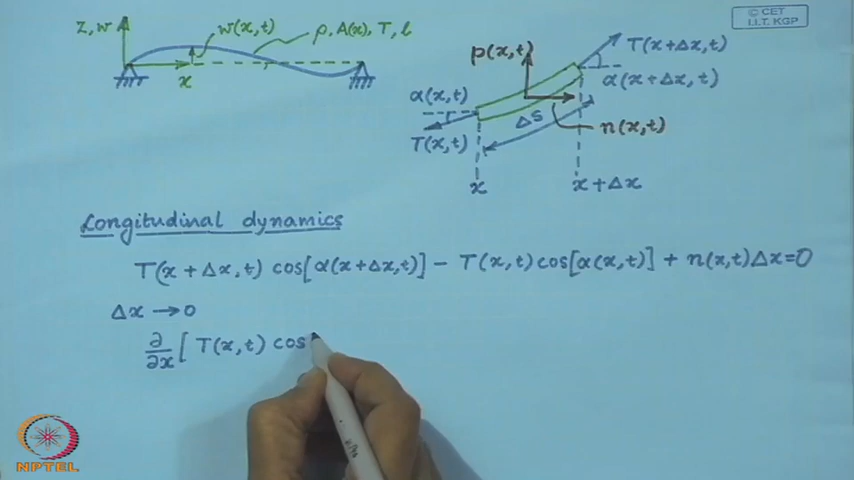 © CET
I.I.T. KGP
z, w
w(x,t)
ρ, A(x), T, l
x
p(x,t)
T(x+Δx,t)
α(x+Δx,t)
α(x,t)
T(x,t)
ΔS
n(x,t)
x
x+Δx
Longitudinal dynamics
T(x+Δx,t) cos[α(x+Δx,t)] − T(x,t)cos[α(x,t)] + n(x,t)Δx=0
Δx → 0
∂/∂x [ T(x,t) cos
NPTEL